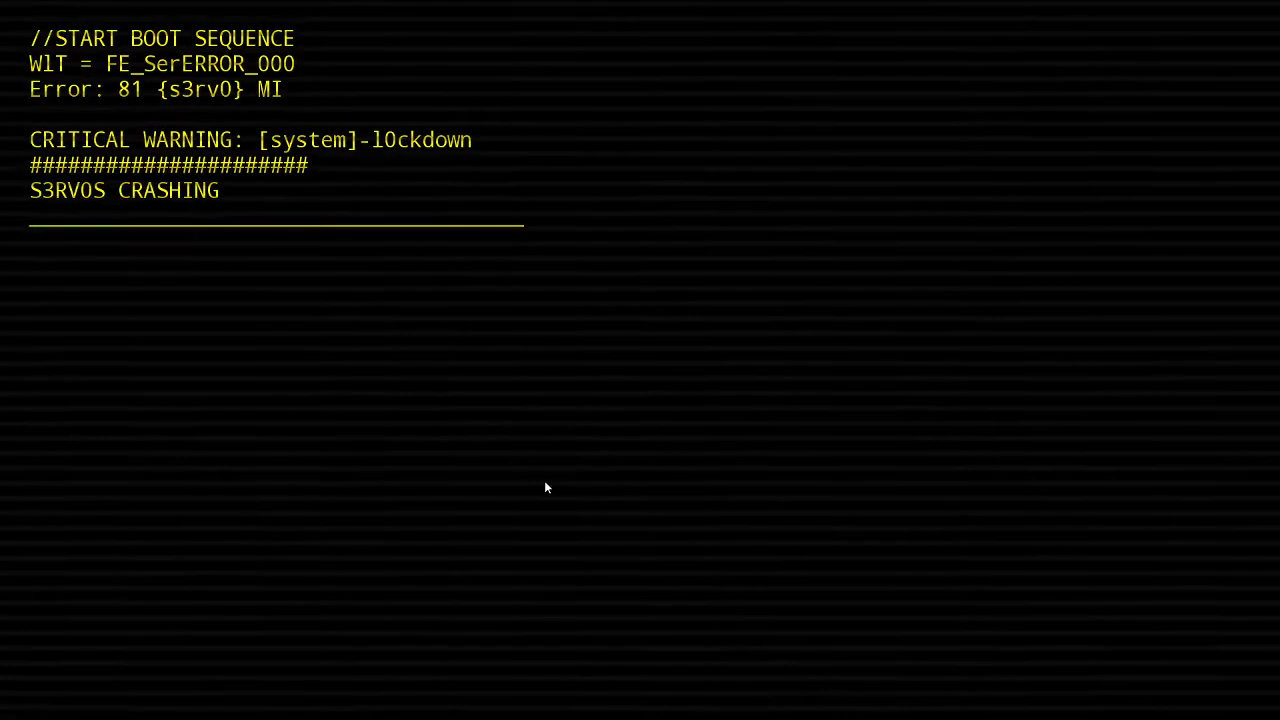 //START BOOT SEQUENCE
WlT = FE_SerERROR_000
Error: 81 {s3rv0} MI
CRITICAL WARNING: [system]-l0ckdown
######################
S3RV0S CRASHING